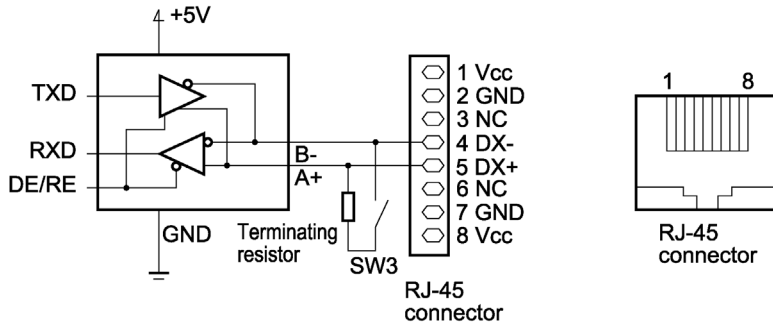 +5V
TXD
RXD
DE/RE
GND
B-
A+
Terminating
resistor
SW3
1 Vcc
2 GND
3 NC
4 DX-
5 DX+
6 NC
7 GND
8 Vcc
RJ-45
connector
1 8
RJ-45
connector